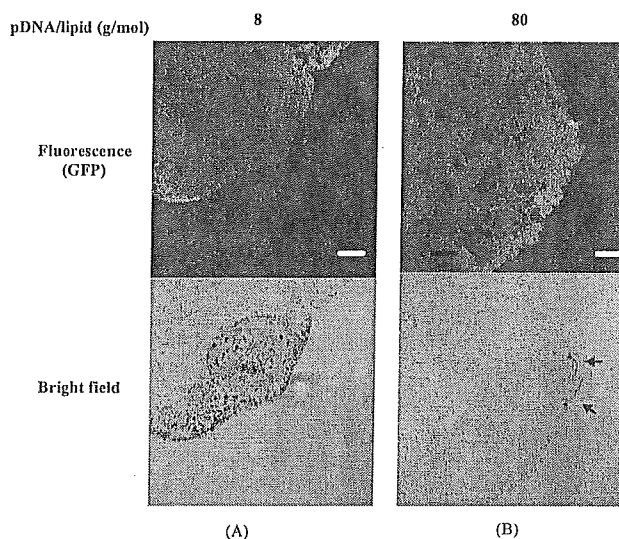 pDNA/lipid (g/mol) 8 80
Fluorescence
(GFP)
Bright field
(A) (B)